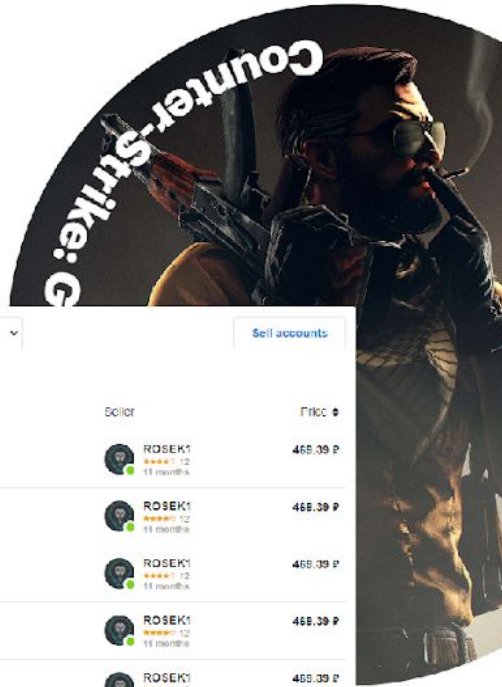 Counter-Strike: G
Sell accounts
Seller Price
ROSEK1 469.39 ₽
12
11 months
ROSEK1 469.39 ₽
12
11 months
ROSEK1 469.39 ₽
12
11 months
ROSEK1 469.39 ₽
12
11 months
ROSEK1 469.39 ₽